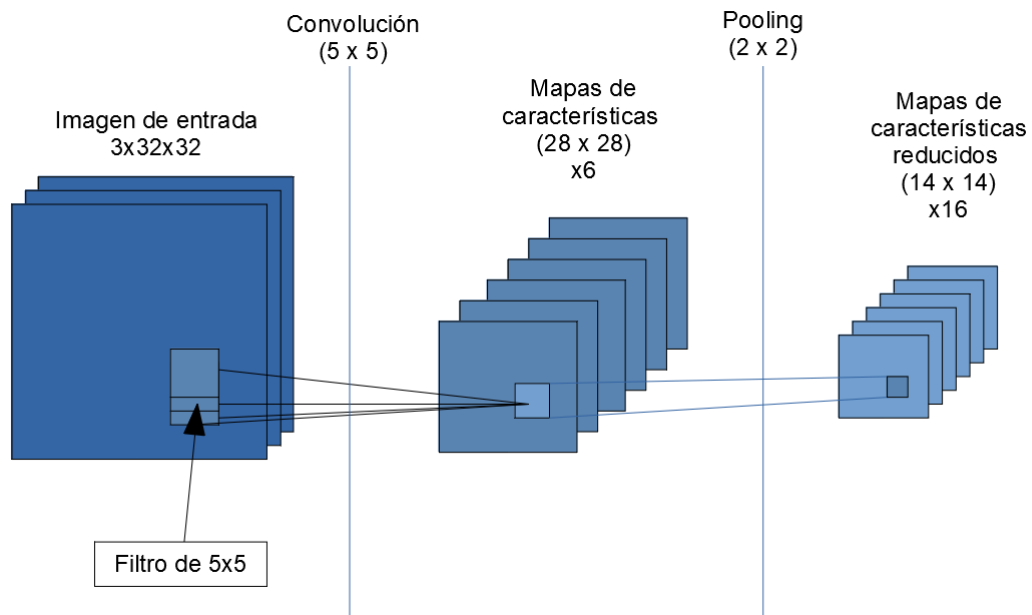 Convolución
(5 x 5)
Pooling
(2 x 2)
Imagen de entrada
3x32x32
Mapas de
características
(28 x 28)
x6
Mapas de
características
reducidos
(14 x 14)
x16
Filtro de 5x5